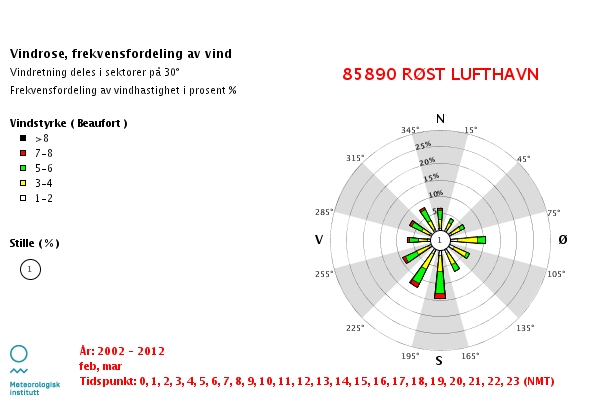 Vindrose, frekvensfordeling av vind
Vindretning deles i sektorer på 30°
Frekvensfordeling av vindhastighet i prosent %
85890 RØST LUFTHAVN
Vindstyrke ( Beaufort )
>8
7-8
5-6
3-4
1-2
Stille ( % )
1
N
345°
15°
315°
45°
285°
75°
V
Ø
255°
105°
225°
135°
195°
165°
S
25%
20%
15%
10%
1
Meteorologisk
institutt
År: 2002 - 2012
feb, mar
Tidspunkt: 0, 1, 2, 3, 4, 5, 6, 7, 8, 9, 10, 11, 12, 13, 14, 15, 16, 17, 18, 19, 20, 21, 22, 23 (NMT)